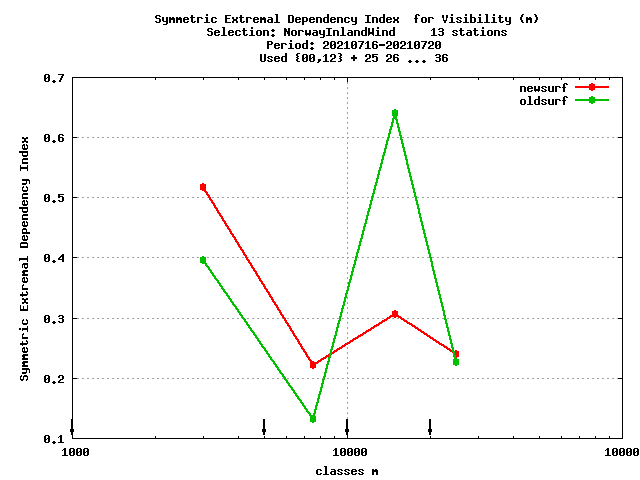 Symmetric Extremal Dependency Index  for Visibility (m)
Selection: NorwayInlandWind     13 stations
Period: 20210716-20210720
Used {00,12} + 25 26 ... 36
newsurf
oldsurf
Symmetric Extremal Dependency Index
0.7
0.6
0.5
0.4
0.3
0.2
0.1
1000 10000 10000
classes m